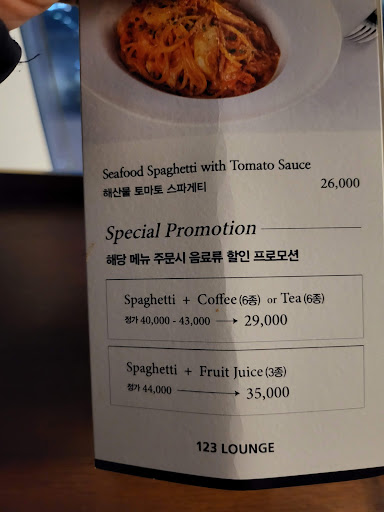 Seafood Spaghetti with Tomato Sauce
해산물 토마토 스파게티 26,000
Special Promotion
해당 메뉴 주문시 음료류 할인 프로모션
Spaghetti + Coffee (6종) or Tea (6종)
정가 40,000 - 43,000 → 29,000
Spaghetti + Fruit Juice (3종)
정가 44,000 → 35,000
123 LOUNGE